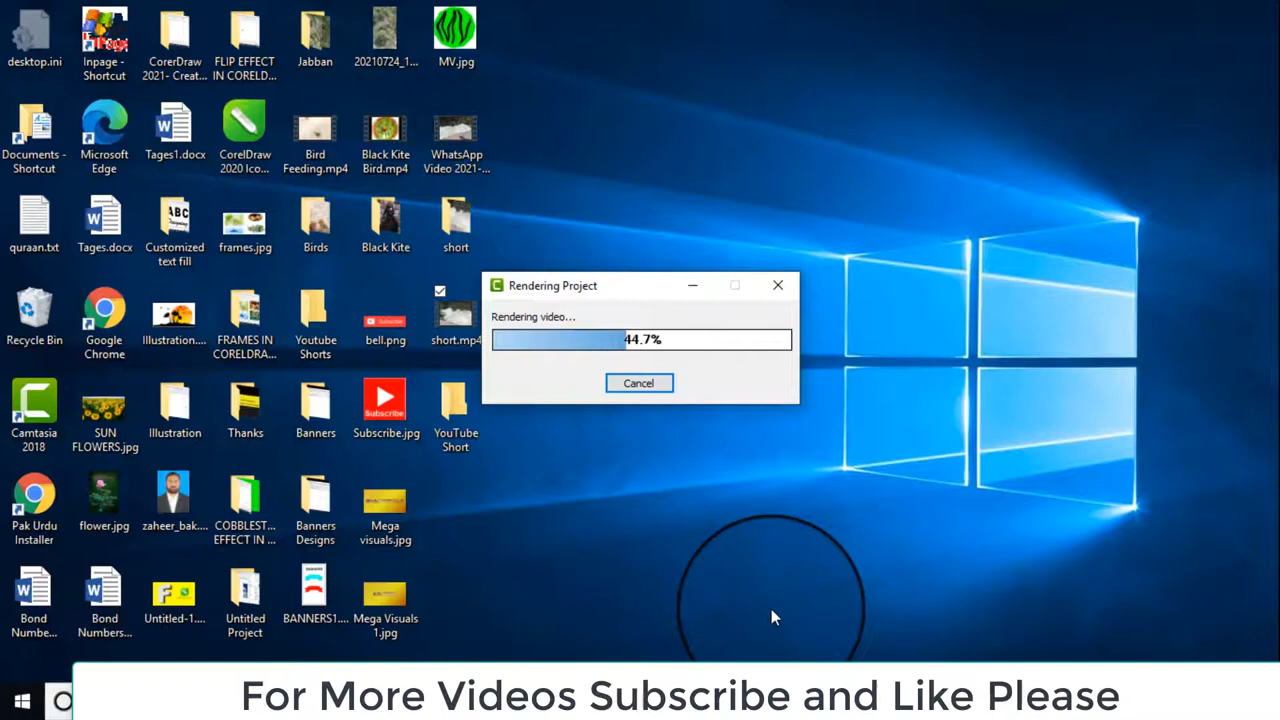 desktop.ini
Inpage -
Shortcut
CorerDraw
2021- Creat...
FLIP EFFECT
IN CORELD...
Jabban
20210724_1...
MV.jpg
Documents -
Shortcut
Microsoft
Edge
Tages1.docx
CorelDraw
2020 Ico...
Bird
Feeding.mp4
Black Kite
Bird.mp4
WhatsApp
Video 2021-...
quraan.txt
Tages.docx
ABC
Customized
text fill
frames.jpg
Birds
Black Kite
short
Recycle Bin
Google
Chrome
Illustration....
FRAMES IN
CORELDRA...
Youtube
Shorts
bell.png
short.mp4
Rendering Project
Rendering video...
44.7%
Cancel
Camtasia
2018
SUN
FLOWERS.jpg
Illustration
Thanks
Banners
Subscribe
Subscribe.jpg
YouTube
Short
Pak Urdu
Installer
flower.jpg
zaheer_bak....
COBBLEST...
EFFECT IN ...
Banners
Designs
Mega
visuals.jpg
Bond
Numbe...
Bond
Numbers...
F
Untitled-1....
Untitled
Project
BANNERS1....
Mega Visuals
1.jpg
For More Videos Subscribe and Like Please